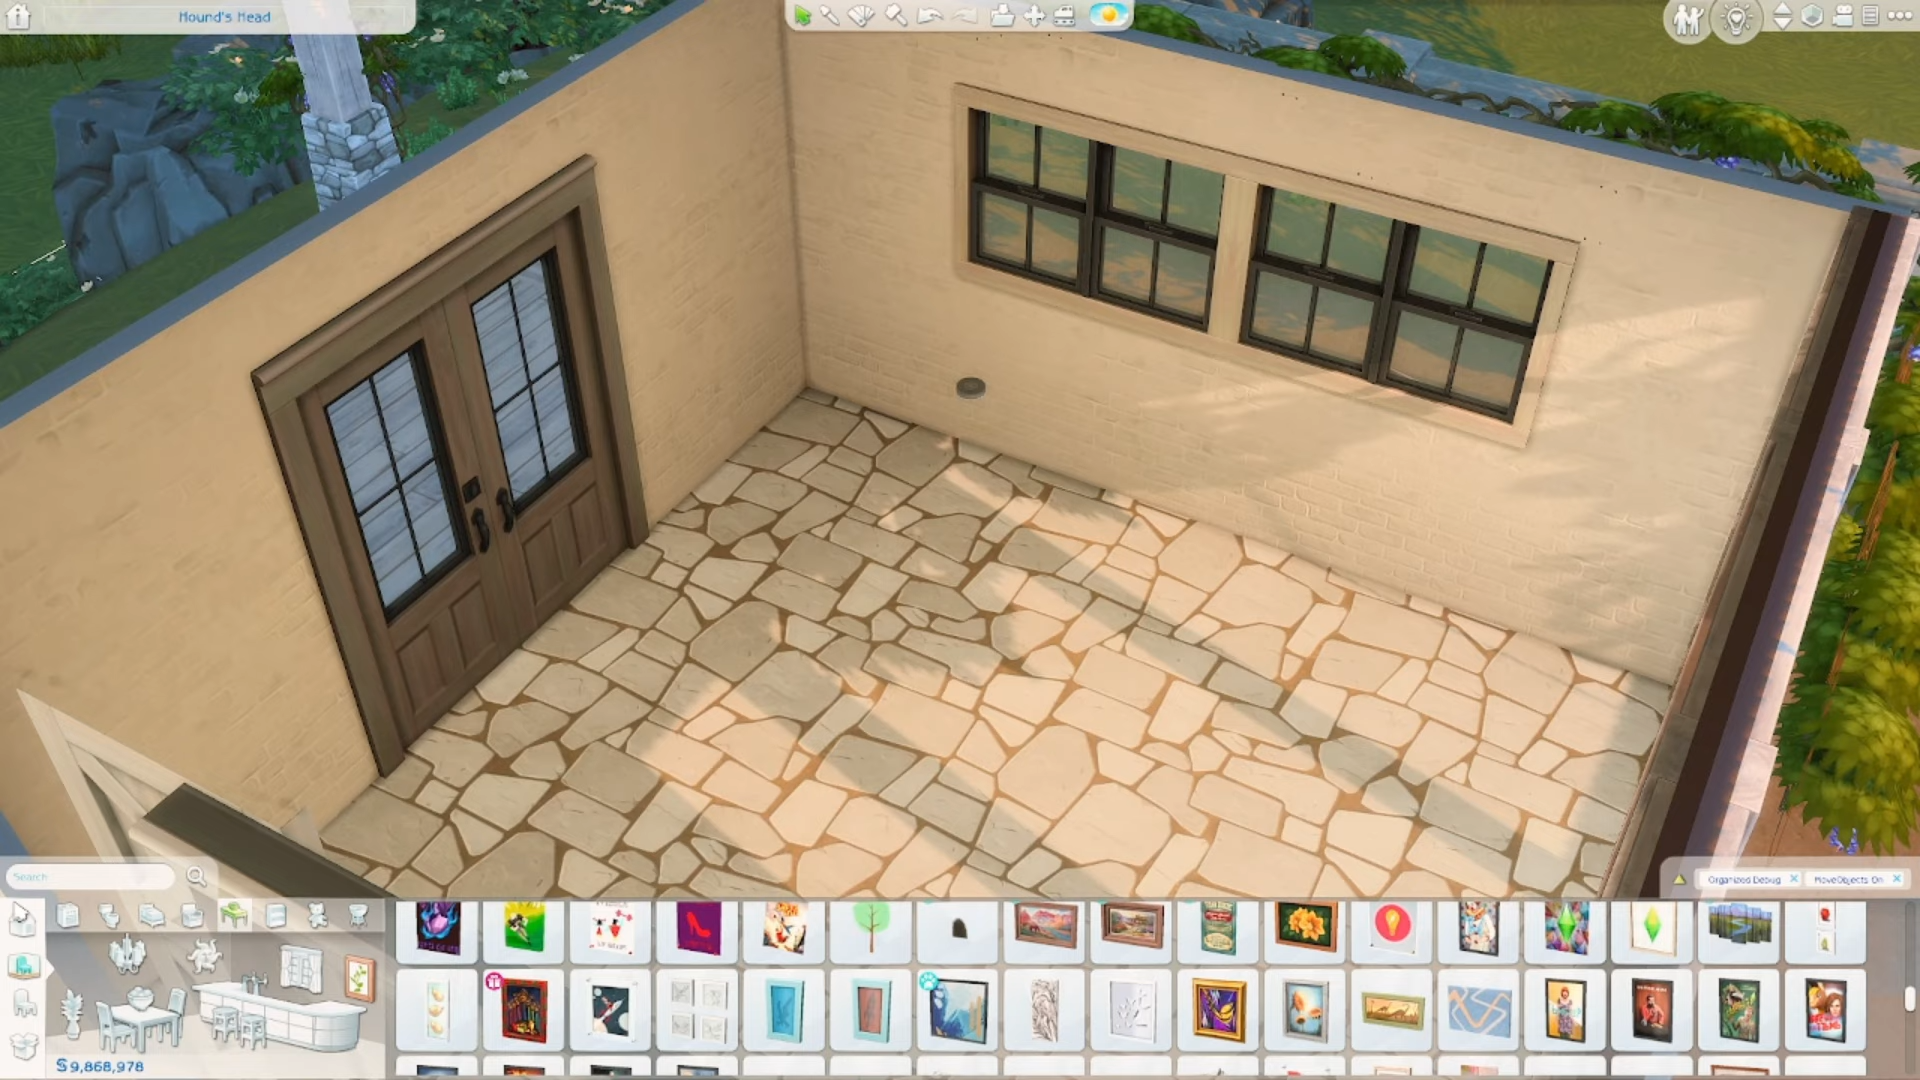 Hound's Head
Search
Organized Debug
MoveObjects On
§9,868,978